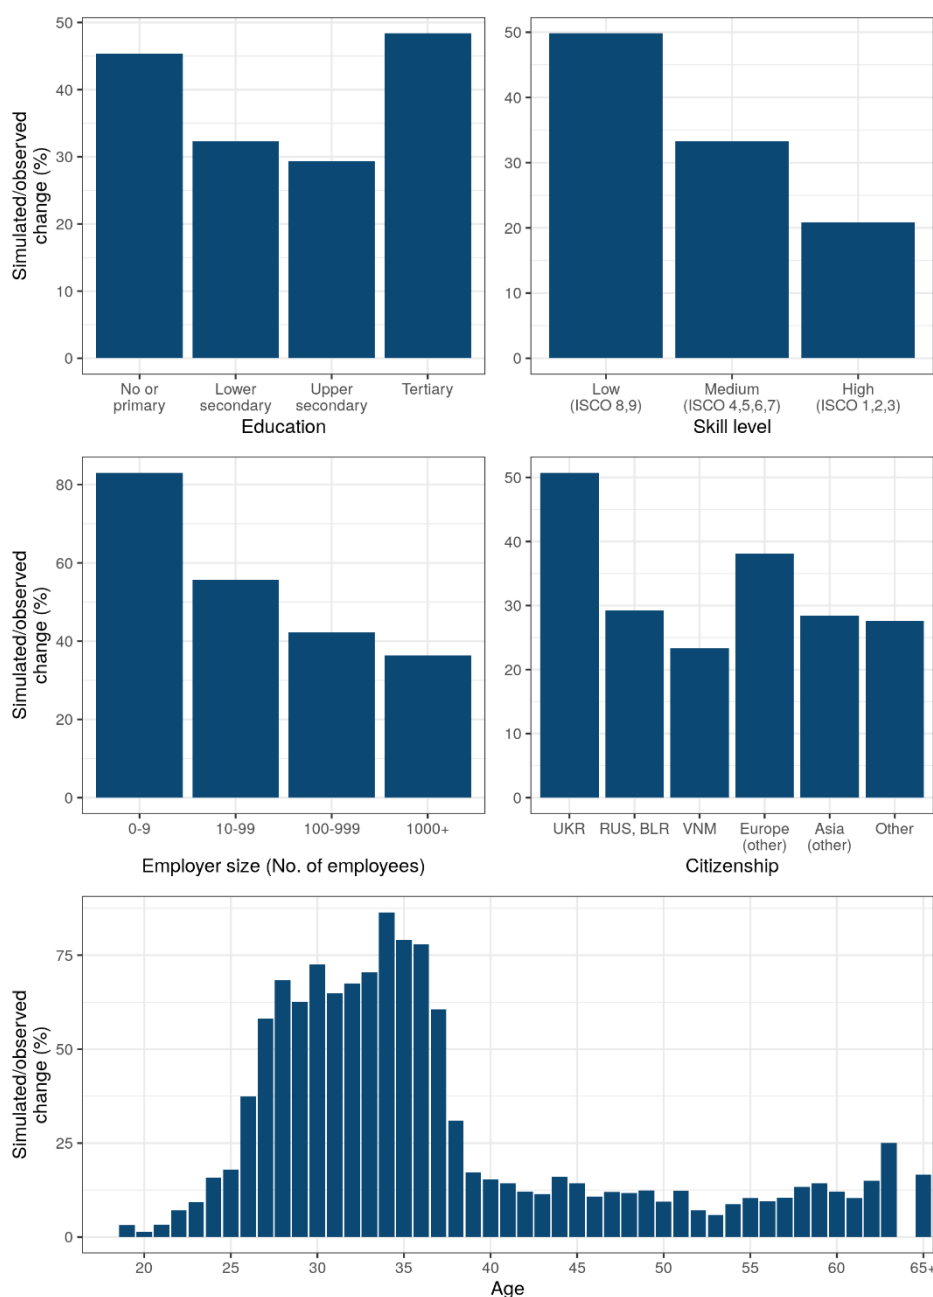 Simulated/observed
change (%)
50
40
30
20
10
0
No or
primary
Lower
secondary
Upper
secondary
Tertiary
Education
50
40
30
20
10
0
Low
(ISCO 8,9)
Medium
(ISCO 4,5,6,7)
High
(ISCO 1,2,3)
Skill level
Simulated/observed
change (%)
80
60
40
20
0
0-9
10-99
100-999
1000+
Employer size (No. of employees)
50
40
30
20
10
0
UKR
RUS, BLR
VNM
Europe
(other)
Asia
(other)
Other
Citizenship
Simulated/observed
change (%)
75
50
25
0
20
25
30
35
40
45
50
55
60
65+
Age